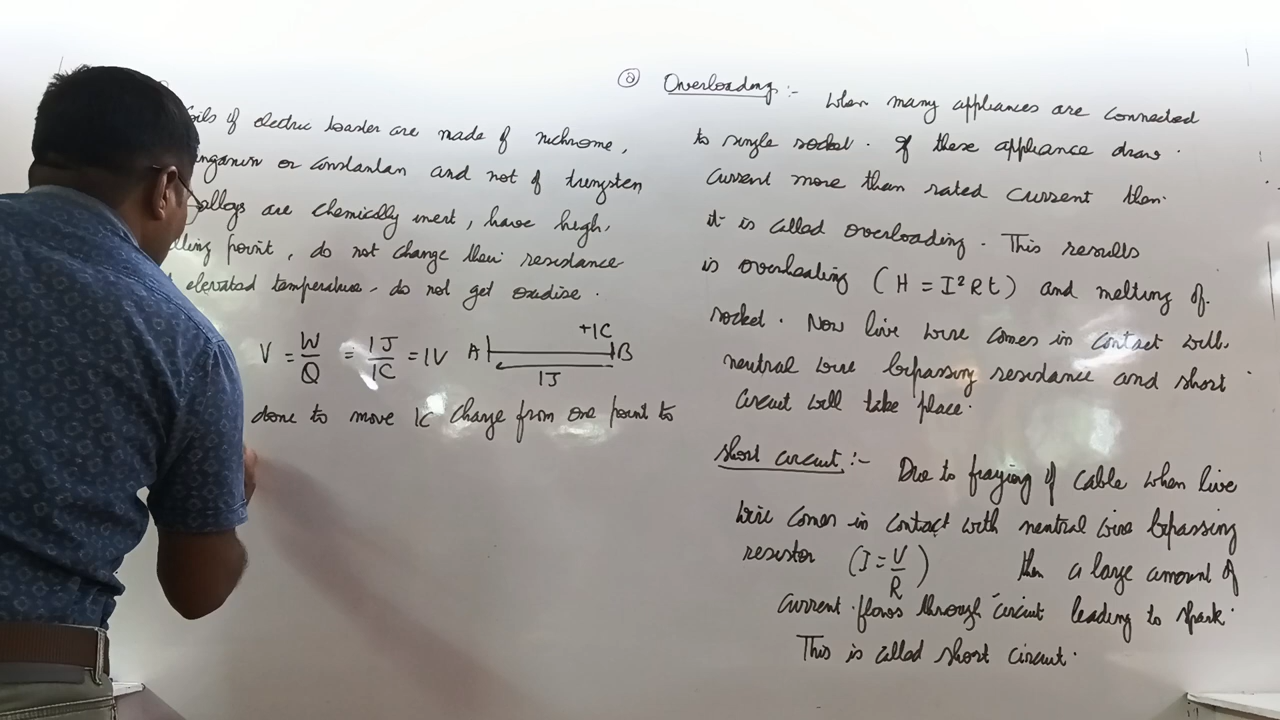 oils of electric toaster are made of nichrome,
nganin or constantan and not of tungsten
alloys are chemically inert, have high,
lting point, do not change their resistance
elevated temperature, do not get oxidise.
V = W/Q = 1J/1C = 1V A +1C B
1J
done to move 1C charge from one point to
② Overloading :- When many appliances are connected
to single socket. If these appliance draw.
current more than rated current then.
it is called overloading. This results
is overheating (H = I²Rt) and melting of.
socket. Now live wire comes in contact with.
neutral wire bypassing resistance and short
circuit will take place.
Short circuit :- Due to fraying of cable when live
wire comes in contact with neutral wire bypassing
resistor (I = V/R) then a large amount of
current flows through circuit leading to spark.
This is called short circuit.